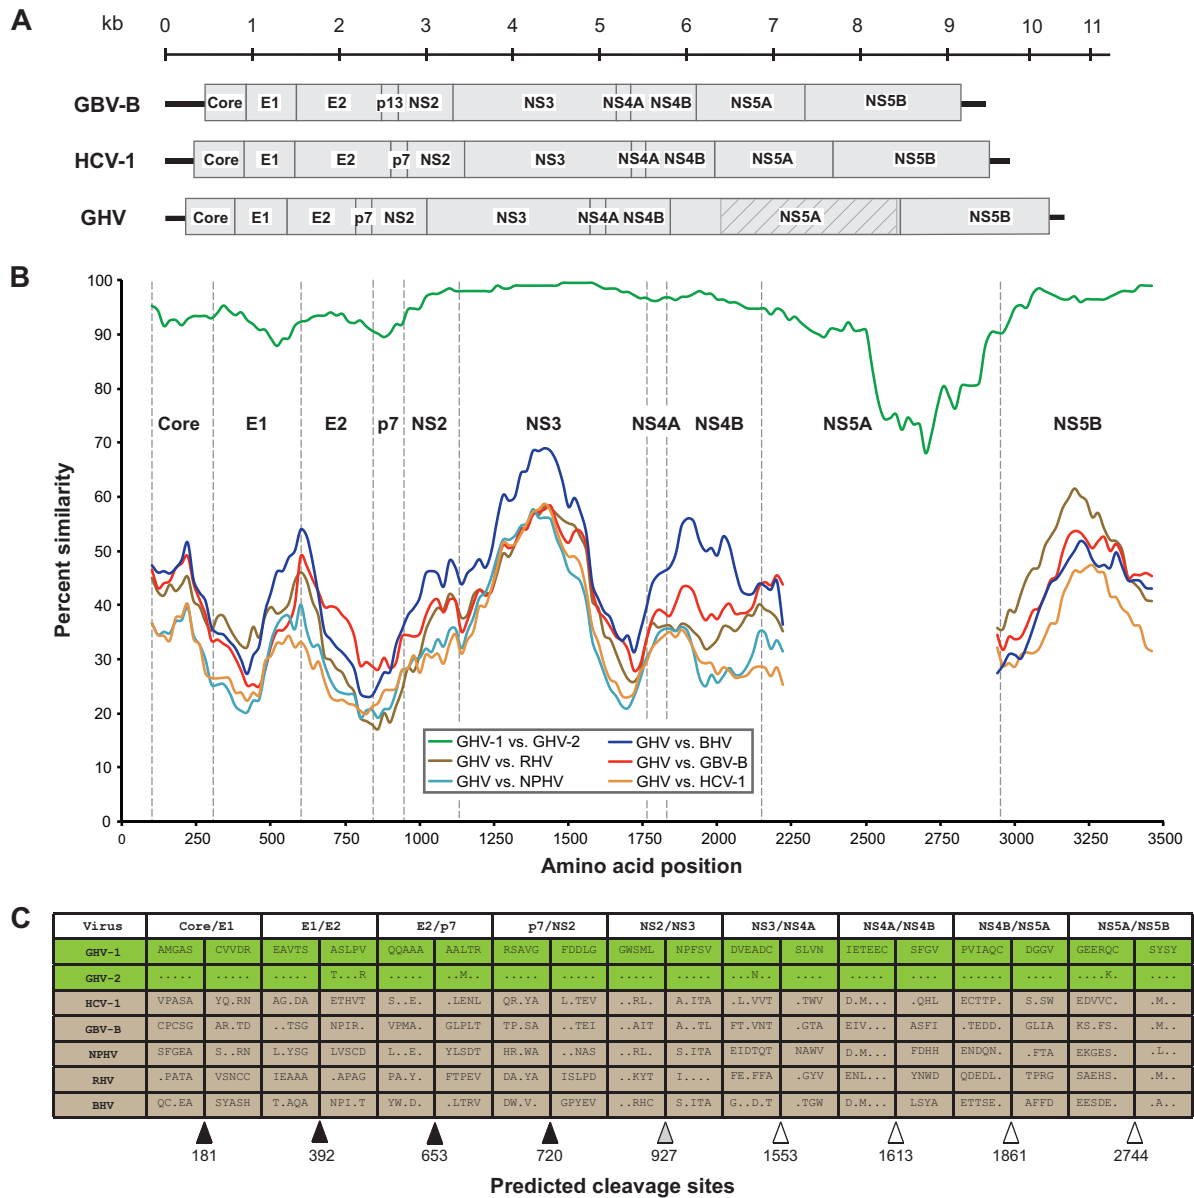 A
kb 0 1 2 3 4 5 6 7 8 9 10 11
GBV-B Core E1 E2 p13 NS2 NS3 NS4A NS4B NS5A NS5B
HCV-1 Core E1 E2 p7 NS2 NS3 NS4A NS4B NS5A NS5B
GHV Core E1 E2 p7 NS2 NS3 NS4A NS4B NS5A NS5B
B
Percent similarity
100
90
80
70
60
50
40
30
20
10
0
Core E1 E2 p7 NS2 NS3 NS4A NS4B NS5A NS5B
GHV-1 vs. GHV-2 GHV vs. BHV
GHV vs. RHV GHV vs. GBV-B
GHV vs. NPHV GHV vs. HCV-1
0 250 500 750 1000 1250 1500 1750 2000 2250 2500 2750 3000 3250 3500
Amino acid position
C
Virus Core/E1 E1/E2 E2/p7 p7/NS2 NS2/NS3 NS3/NS4A NS4A/NS4B NS4B/NS5A NS5A/NS5B
GHV-1 AMGAS CVVDR EAVTS ASLPV QQAAA AALTR RSAVG FDDLG GWSML NPFSV DVEADC SLVN IETEEC SFGV PVIAQC DGGV GEERQC SYSY
GHV-2 ..... ..... ..... T...R ..... ..M.. ..... ..... ..... ..... ...N.. .... ...... .... ...... .... ....K. ....
HCV-1 VPASA YQ.RN AG.DA ETHVT S..E. .LENL QR.YA L.TEV ..RL. A.ITA .L.VVT .TWV D.M... .QHL ECTTP. S.SW EDVVC. .M..
GBV-B CPCSG AR.TD ..TSG NPIR. VPMA. GLPLT TP.SA ..TEI ..AIT A..TL FT.VNT .GTA EIV... ASFI .TEDD. GLIA KS.FS. .M..
NPHV SFGEA S..RN L.YSG LVSCD L..E. YLSDT HR.WA ..NAS ..RL. S.ITA EIDTQT NAWV D.M... FDHH ENDQN. .FTA EKGES. .L..
RHV .PATA VSNCC IEAAA .APAG PA.Y. FTPEV DA.YA ISLPD ..KYT I.... FE.FFA .GYV ENL... YNWD QDEDL. TPRG SAEHS. .M..
BHV QC.EA SYASH T.AQA NPI.T YW.D. .LTRV DW.V. GPYEV ..RHC S.ITA G..D.T .TGW D.M... LSYA ETTSE. AFFD EESDE. .A..
181 392 653 720 927 1553 1613 1861 2744
Predicted cleavage sites